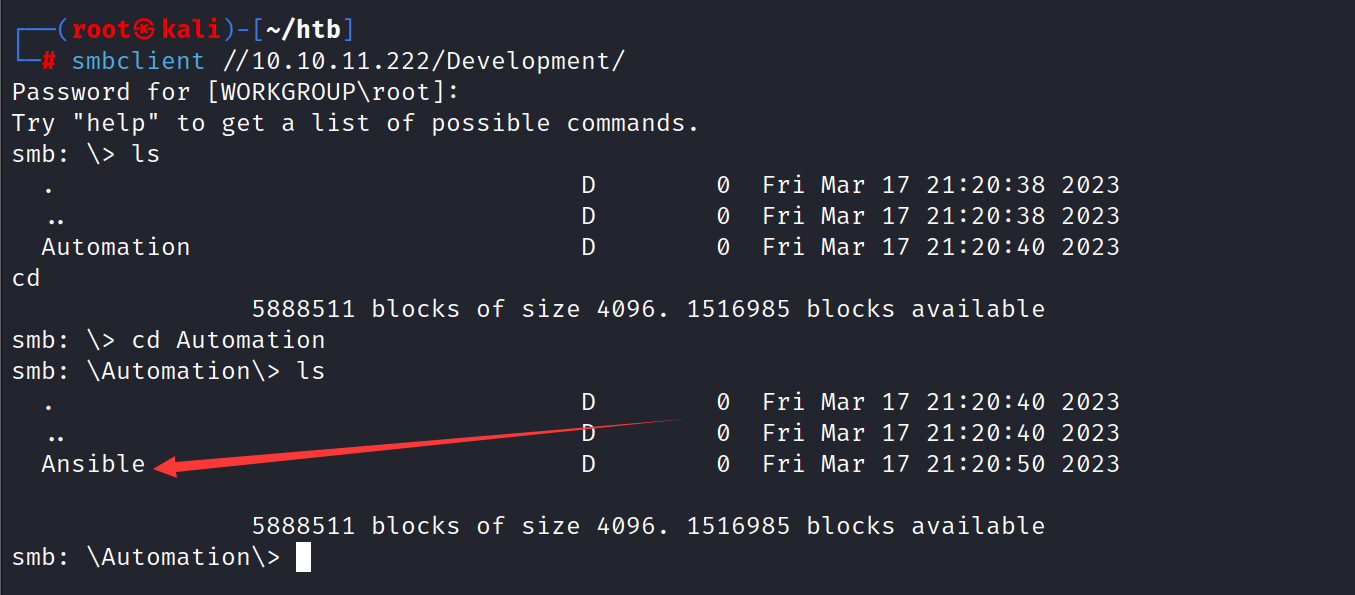 ┌──(root㉿kali)-[~/htb]
└─# smbclient //10.10.11.222/Development/
Password for [WORKGROUP\root]:
Try "help" to get a list of possible commands.
smb: \> ls
  .                                   D        0  Fri Mar 17 21:20:38 2023
  ..                                  D        0  Fri Mar 17 21:20:38 2023
  Automation                          D        0  Fri Mar 17 21:20:40 2023
cd
                5888511 blocks of size 4096. 1516985 blocks available
smb: \> cd Automation
smb: \Automation\> ls
  .                                   D        0  Fri Mar 17 21:20:40 2023
  ..                                  D        0  Fri Mar 17 21:20:40 2023
  Ansible                             D        0  Fri Mar 17 21:20:50 2023
                5888511 blocks of size 4096. 1516985 blocks available
smb: \Automation\>